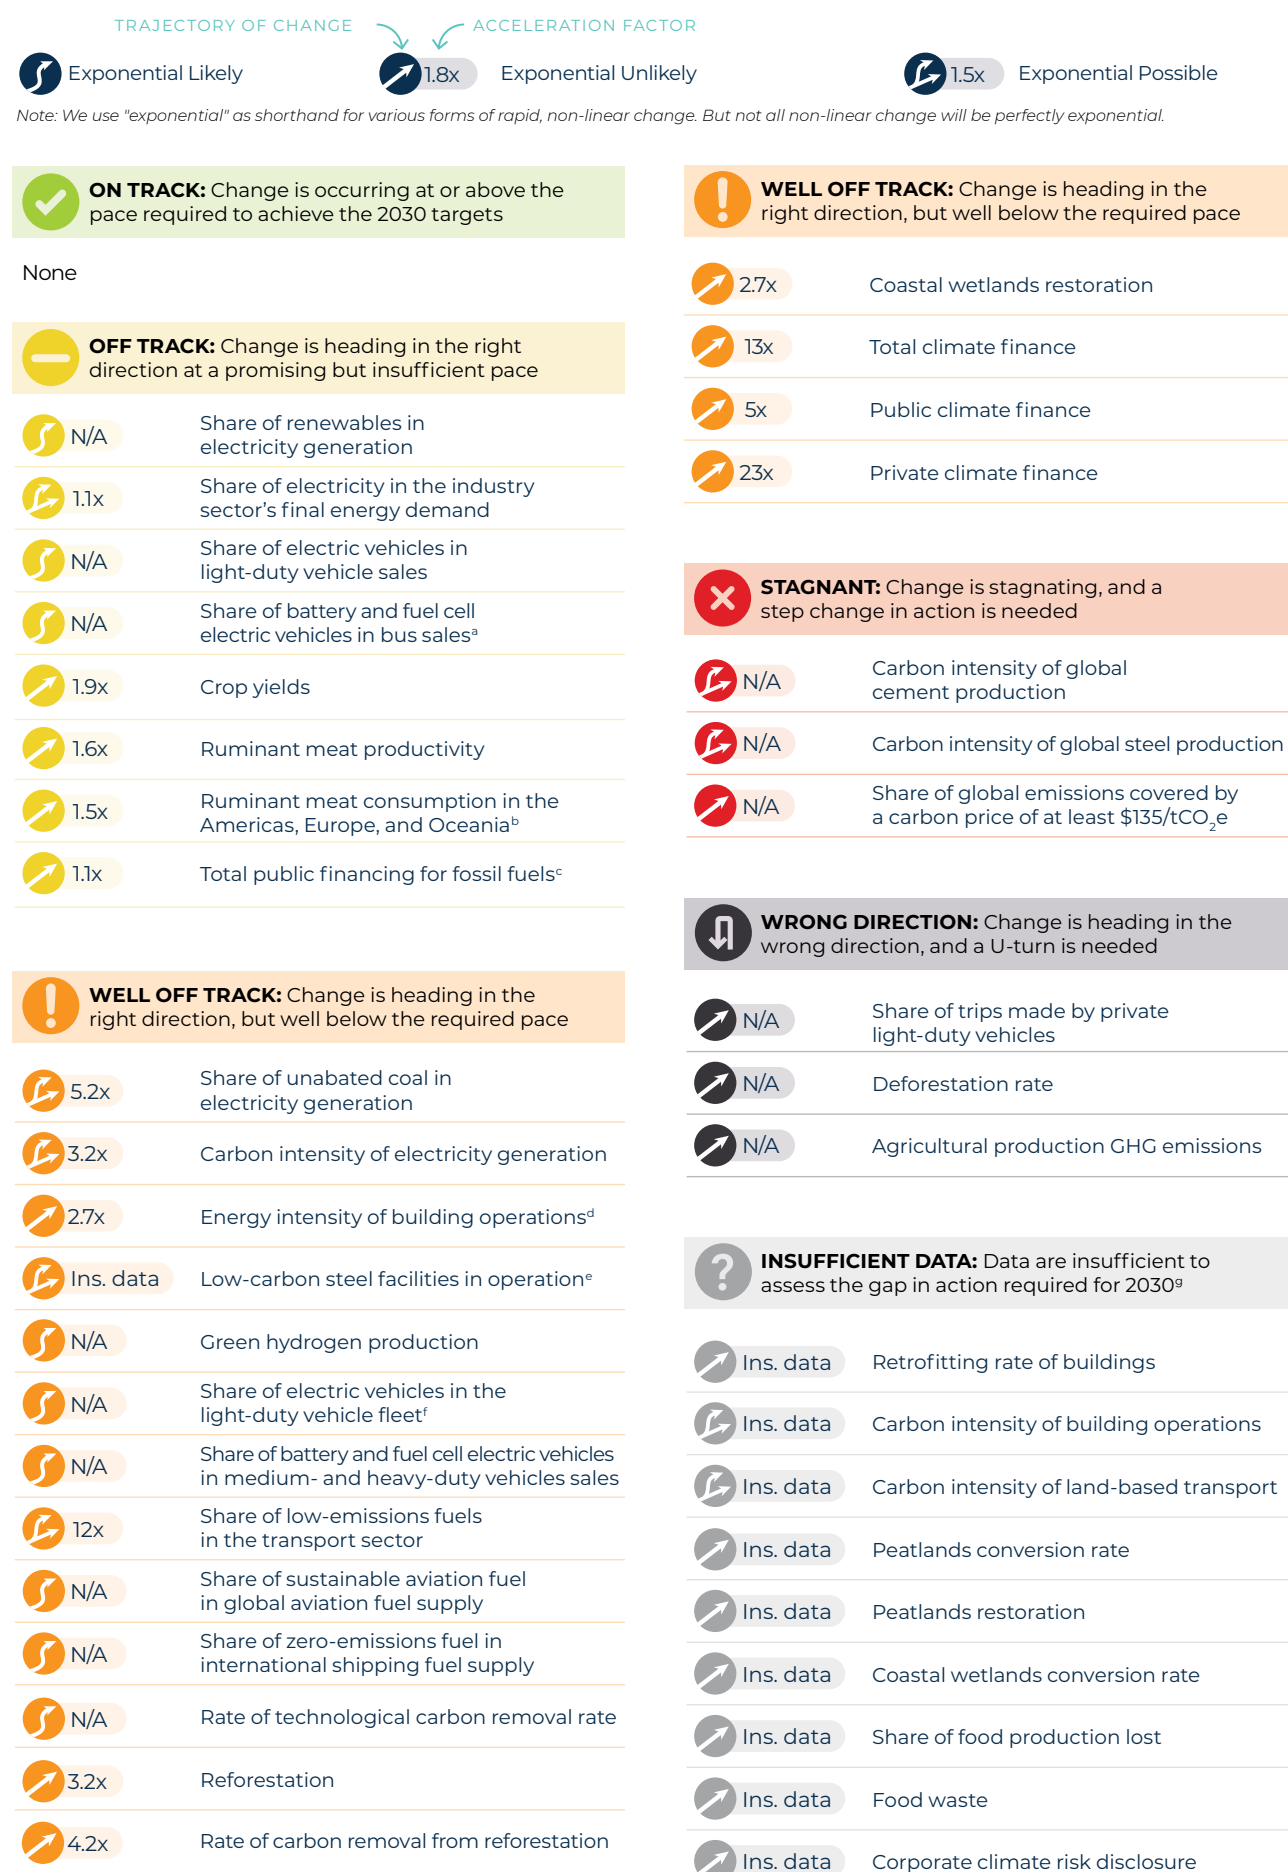 TRAJECTORY OF CHANGE
ACCELERATION FACTOR
Exponential Likely
1.8x
Exponential Unlikely
1.5x
Exponential Possible
Note: We use "exponential" as shorthand for various forms of rapid, non-linear change. But not all non-linear change will be perfectly exponential.
ON TRACK: Change is occurring at or above the
pace required to achieve the 2030 targets
None
OFF TRACK: Change is heading in the right
direction at a promising but insufficient pace
N/A
Share of renewables in
electricity generation
1.1x
Share of electricity in the industry
sector’s final energy demand
N/A
Share of electric vehicles in
light-duty vehicle sales
N/A
Share of battery and fuel cell
electric vehicles in bus salesᵃ
1.9x
Crop yields
1.6x
Ruminant meat productivity
1.5x
Ruminant meat consumption in the
Americas, Europe, and Oceaniaᵇ
1.1x
Total public financing for fossil fuelsᶜ
WELL OFF TRACK: Change is heading in the
right direction, but well below the required pace
5.2x
Share of unabated coal in
electricity generation
3.2x
Carbon intensity of electricity generation
2.7x
Energy intensity of building operationsᵈ
Ins. data
Low-carbon steel facilities in operationᵉ
N/A
Green hydrogen production
N/A
Share of electric vehicles in the
light-duty vehicle fleetᶠ
N/A
Share of battery and fuel cell electric vehicles
in medium- and heavy-duty vehicles sales
12x
Share of low-emissions fuels
in the transport sector
N/A
Share of sustainable aviation fuel
in global aviation fuel supply
N/A
Share of zero-emissions fuel in
international shipping fuel supply
N/A
Rate of technological carbon removal rate
3.2x
Reforestation
4.2x
Rate of carbon removal from reforestation
WELL OFF TRACK: Change is heading in the
right direction, but well below the required pace
2.7x
Coastal wetlands restoration
13x
Total climate finance
5x
Public climate finance
23x
Private climate finance
STAGNANT: Change is stagnating, and a
step change in action is needed
N/A
Carbon intensity of global
cement production
N/A
Carbon intensity of global steel production
N/A
Share of global emissions covered by
a carbon price of at least $135/tCO₂e
WRONG DIRECTION: Change is heading in the
wrong direction, and a U-turn is needed
N/A
Share of trips made by private
light-duty vehicles
N/A
Deforestation rate
N/A
Agricultural production GHG emissions
INSUFFICIENT DATA: Data are insufficient to
assess the gap in action required for 2030ᵍ
Ins. data
Retrofitting rate of buildings
Ins. data
Carbon intensity of building operations
Ins. data
Carbon intensity of land-based transport
Ins. data
Peatlands conversion rate
Ins. data
Peatlands restoration
Ins. data
Coastal wetlands conversion rate
Ins. data
Share of food production lost
Ins. data
Food waste
Ins. data
Corporate climate risk disclosure